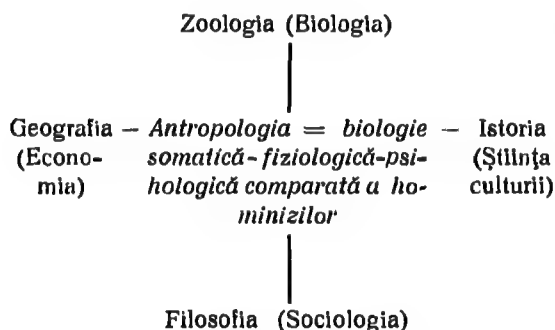 Zoologia (Biologia)
Geografia – Antropologia = biologie – Istoria
(Econo- somatică-fiziologică-psi- (Știința
mia) hologică comparată a ho- culturii)
minizilor
Filosofia (Sociologia)